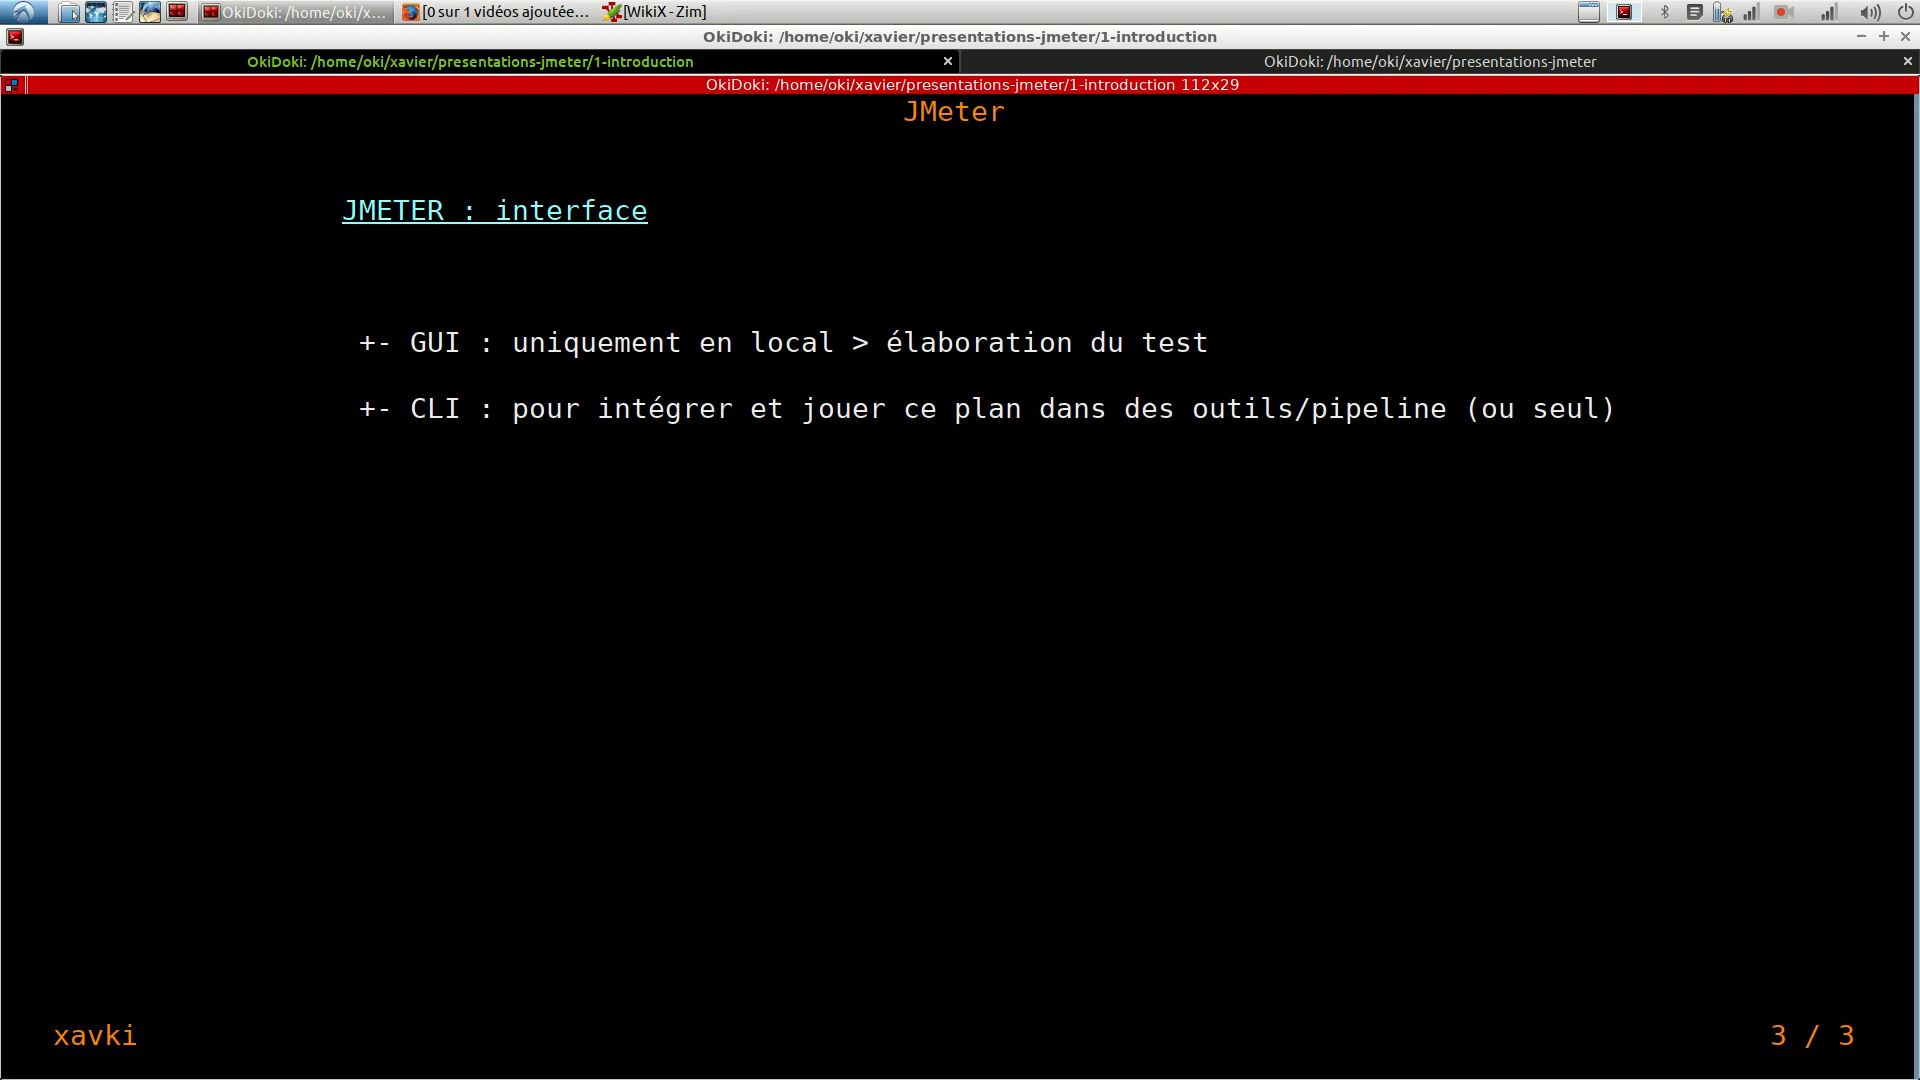 OkiDoki: /home/oki/x...
[0 sur 1 vidéos ajoutée...
[WikiX - Zim]
OkiDoki: /home/oki/xavier/presentations-jmeter/1-introduction
OkiDoki: /home/oki/xavier/presentations-jmeter/1-introduction
OkiDoki: /home/oki/xavier/presentations-jmeter
OkiDoki: /home/oki/xavier/presentations-jmeter/1-introduction 112x29
JMeter
JMETER : interface
+- GUI : uniquement en local > élaboration du test
+- CLI : pour intégrer et jouer ce plan dans des outils/pipeline (ou seul)
xavki
3 / 3